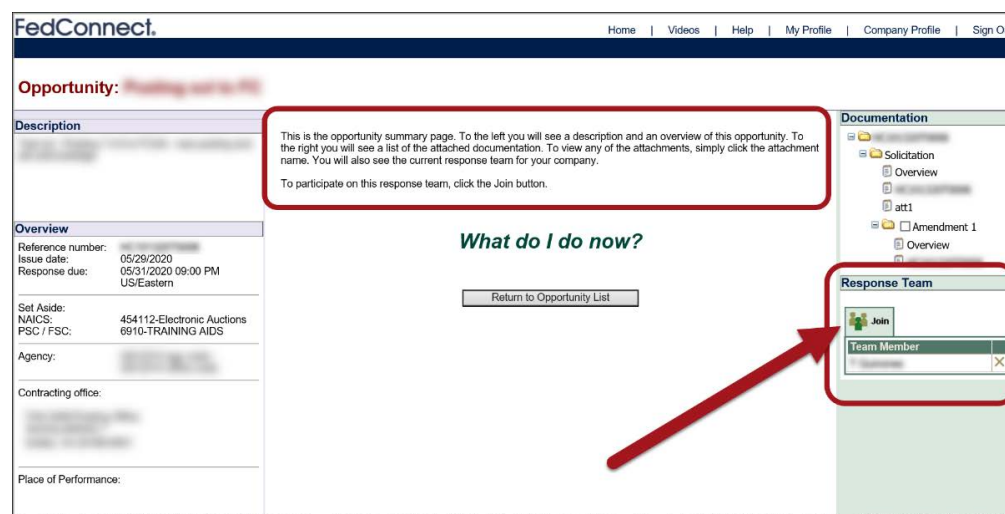 FedConnect.
Home | Videos | Help | My Profile | Company Profile | Sign O
Opportunity:
Description
Overview
Reference number:
Issue date: 05/29/2020
Response due: 05/31/2020 09:00 PM
US/Eastern
Set Aside:
NAICS: 454112-Electronic Auctions
PSC / FSC: 6910-TRAINING AIDS
Agency:
Contracting office:
Place of Performance:
This is the opportunity summary page. To the left you will see a description and an overview of this opportunity. To
the right you will see a list of the attached documentation. To view any of the attachments, simply click the attachment
name. You will also see the current response team for your company.
To participate on this response team, click the Join button.
What do I do now?
Return to Opportunity List
Documentation
Solicitation
Overview
att1
Amendment 1
Overview
Response Team
Join
Team Member